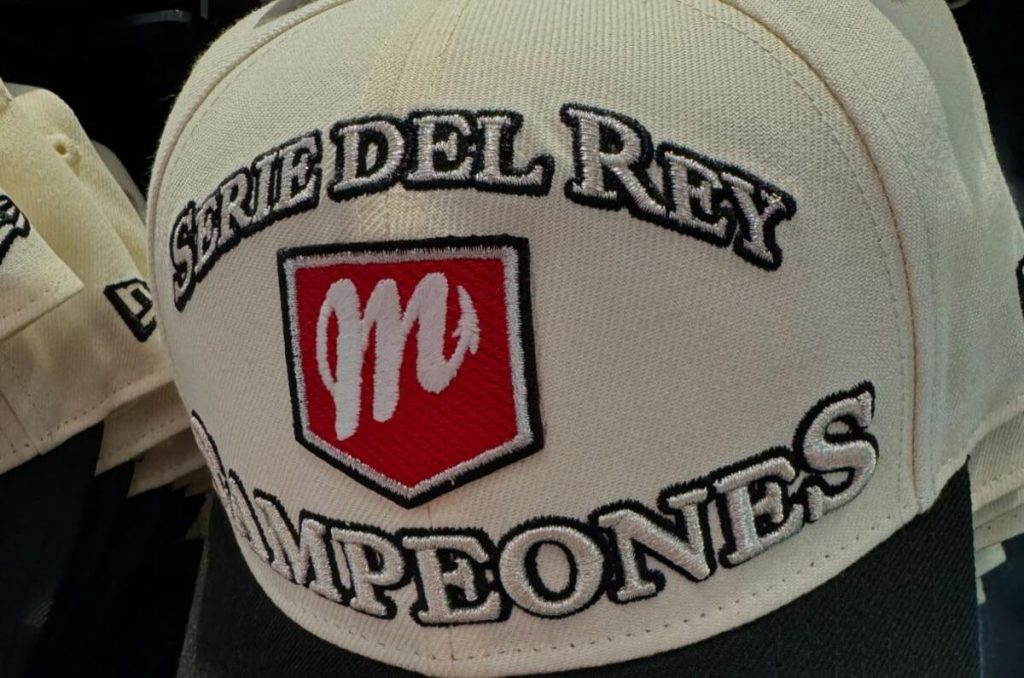 SERIE DEL REY
m
CAMPEONES